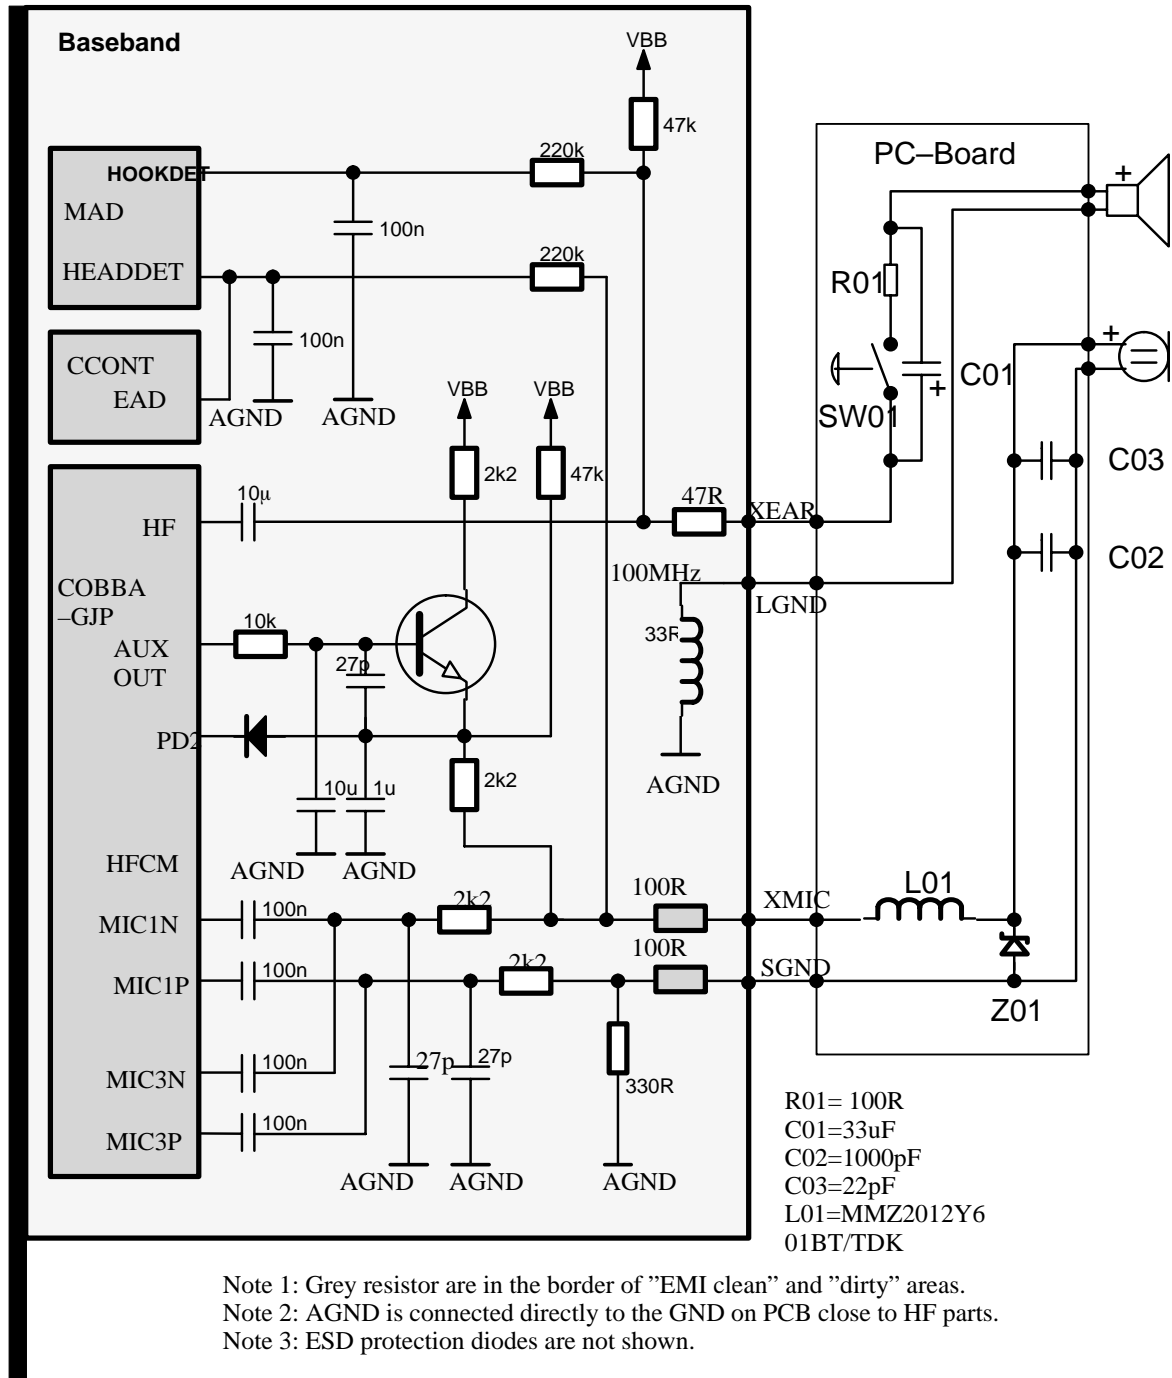 Baseband
VBB
47k
PC–Board
220k
HOOKDET
MAD
100n
HEADDET
220k
R01
100n
CCONT
EAD
AGND
AGND
VBB
VBB
C01
SW01
2k2
47k
C03
10µ
HF
47R
XEAR
C02
100MHz
LGND
COBBA
–GJP
10k
33R
AUX
OUT
27p
PD2
2k2
AGND
10u
1u
HFCM
AGND
AGND
L01
100R
XMIC
2k2
100n
MIC1N
100R
SGND
2k2
100n
MIC1P
Z01
27p
27p
100n
MIC3N
330R
100n
MIC3P
AGND
AGND
AGND
R01= 100R
C01=33uF
C02=1000pF
C03=22pF
L01=MMZ2012Y6
01BT/TDK
Note 1: Grey resistor are in the border of ”EMI clean” and ”dirty” areas.
Note 2: AGND is connected directly to the GND on PCB close to HF parts.
Note 3: ESD protection diodes are not shown.